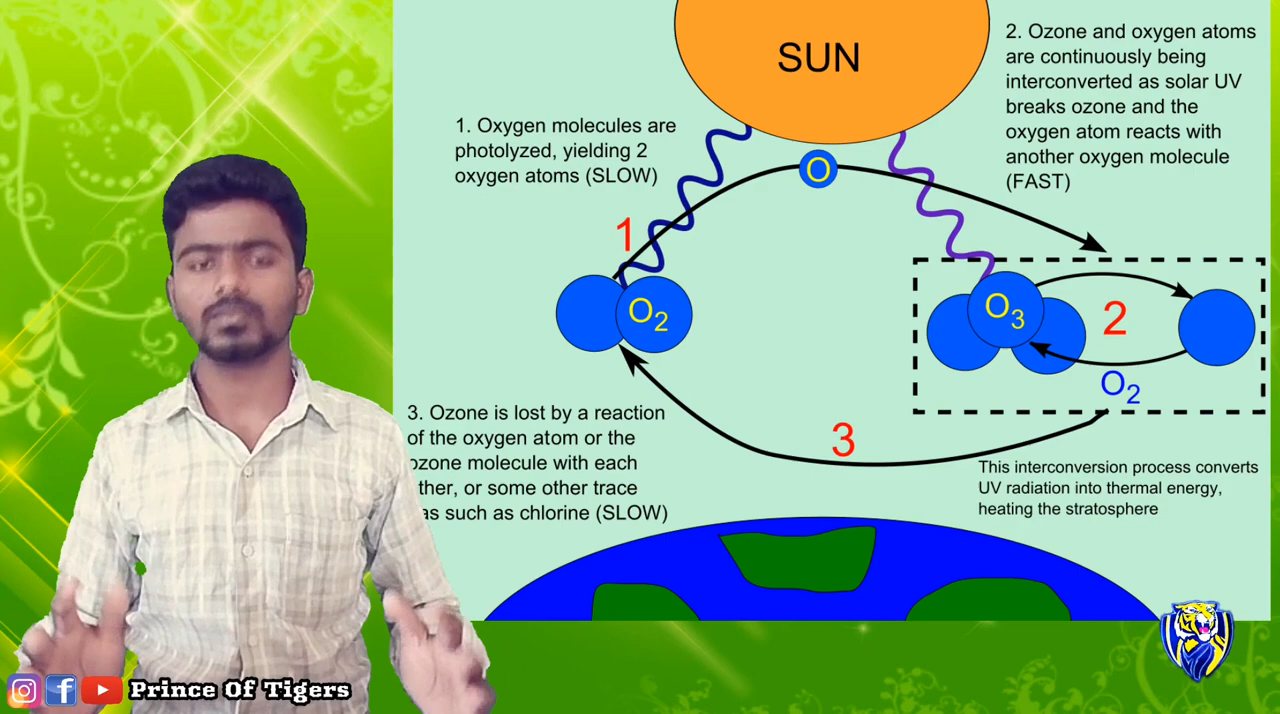 SUN
1. Oxygen molecules are
photolyzed, yielding 2
oxygen atoms (SLOW)
2. Ozone and oxygen atoms
are continuously being
interconverted as solar UV
breaks ozone and the
oxygen atom reacts with
another oxygen molecule
(FAST)
O
1
O2
O3
2
O2
3
3. Ozone is lost by a reaction
of the oxygen atom or the
ozone molecule with each
ther, or some other trace
as such as chlorine (SLOW)
This interconversion process converts
UV radiation into thermal energy,
heating the stratosphere
Prince Of Tigers